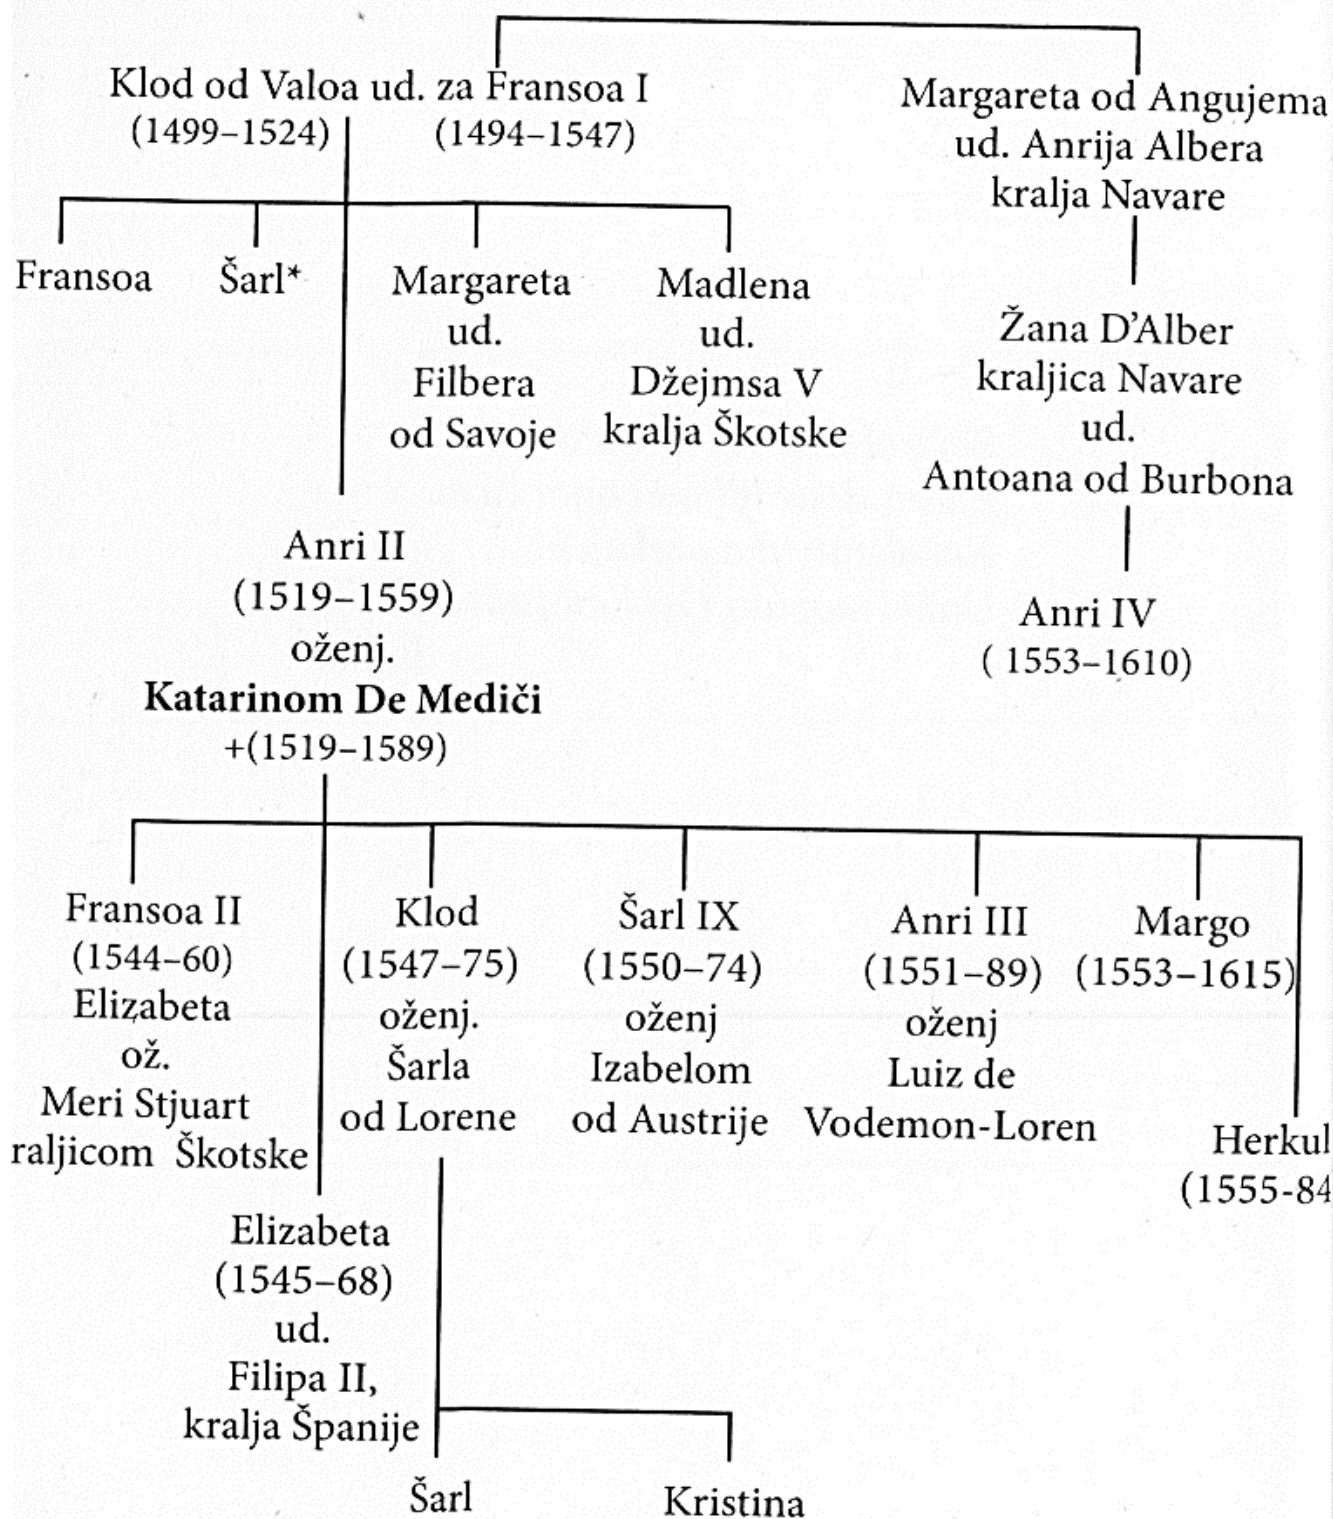 Klod od Valoa ud. za Fransoa I
(1499–1524) (1494–1547)
Margareta od Angujema
ud. Anrija Albera
kralja Navare
Fransoa
Šarl*
Margareta
ud.
Filbera
od Savoje
Madlena
ud.
Džejmsa V
kralja Škotske
Žana D’Alber
kraljica Navare
ud.
Antoana od Burbona
Anri IV
( 1553–1610)
Anri II
(1519–1559)
oženj.
Katarinom De Mediči
+(1519–1589)
Fransoa II
(1544–60)
Elizabeta
ož.
Meri Stjuart
raljicom Škotske
Elizabeta
(1545–68)
ud.
Filipa II,
kralja Španije
Klod
(1547–75)
oženj.
Šarla
od Lorene
Šarl IX
(1550–74)
oženj
Izabelom
od Austrije
Anri III
(1551–89)
oženj
Luiz de
Vodemon-Loren
Margo
(1553–1615)
Herkul
(1555-84
Šarl
Kristina